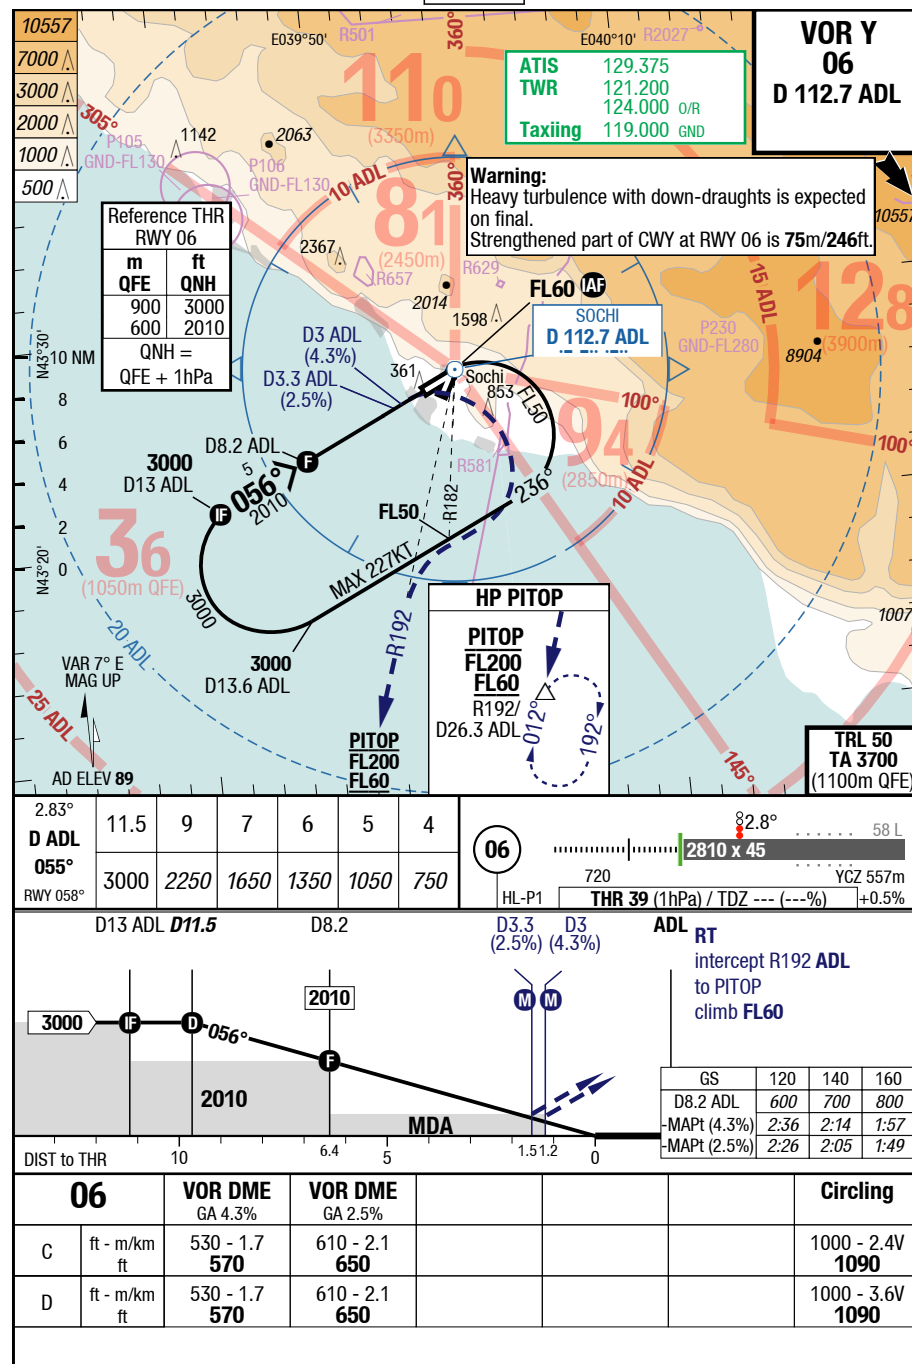 10557
7000
3000
2000
1000
500
E039°50'
R501
360°
E040°10'
R2027
VOR Y
06
D 112.7 ADL
ATIS 129.375
TWR 121.200
124.000 O/R
Taxiing 119.000 GND
110
(3350m)
305°
P105
GND-FL130
1142
2063
P106
GND-FL130
10 ADL
360°
Warning:
Heavy turbulence with down-draughts is expected
on final.
Strengthened part of CWY at RWY 06 is 75m/246ft.
10557
Reference THR
RWY 06
m ft
QFE QNH
900 3000
600 2010
QNH =
QFE + 1hPa
81
(2450m)
2367
R657
R629
2014
1598
FL60 IAF
SOCHI
D 112.7 ADL
15 ADL
128
(3900m)
P230
GND-FL280
8904
N43°30'
10 NM
8
6
4
2
0
N43°20'
D3 ADL
(4.3%)
D3.3 ADL
(2.5%)
361
Sochi
853
FL50
100°
100°
94
(2850m)
10 ADL
R581
D8.2 ADL
F
3000
D13 ADL
5
056°
2010
IF
236°
R182
FL50
MAX 227KT
36
(1050m QFE)
3000
20 ADL
R192
3000
D13.6 ADL
VAR 7° E
MAG UP
25 ADL
AD ELEV 89
PITOP
FL200
FL60
HP PITOP
PITOP
FL200
FL60
R192/
D26.3 ADL
012°
192°
1007
145°
TRL 50
TA 3700
(1100m QFE)
2.83°
D ADL 11.5 9 7 6 5 4
055°
RWY 058° 3000 2250 1650 1350 1050 750
06
HL-P1
2.8°
58 L
2810 x 45
720
YCZ 557m
THR 39 (1hPa) / TDZ --- (---%)
+0.5%
D13 ADL D11.5 D8.2 D3.3 D3 ADL
(2.5%) (4.3%)
RT
intercept R192 ADL
to PITOP
climb FL60
3000
IF
D
056°
2010
F
M M
2010
MDA
DIST to THR 10 6.4 5 1.5 1.2 0
GS 120 140 160
D8.2 ADL 600 700 800
-MAPt (4.3%) 2:36 2:14 1:57
-MAPt (2.5%) 2:26 2:05 1:49
06 VOR DME VOR DME Circling
GA 4.3% GA 2.5%
C ft - m/km 530 - 1.7 610 - 2.1 1000 - 2.4V
ft 570 650 1090
D ft - m/km 530 - 1.7 610 - 2.1 1000 - 3.6V
ft 570 650 1090